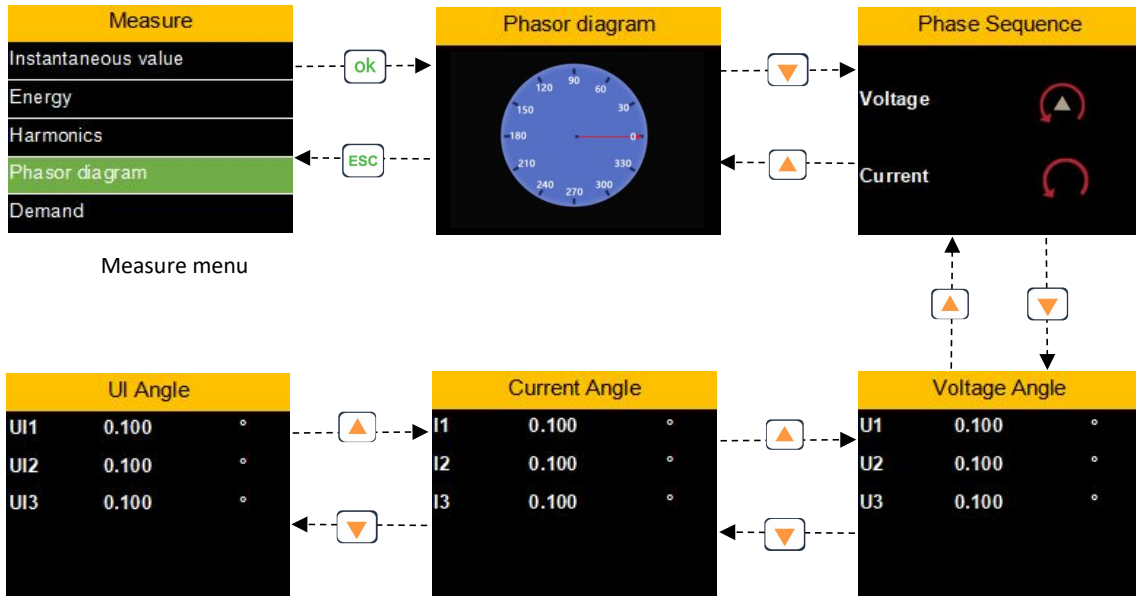 Measure
Instantaneous value
Energy
Harmonics
Phasor diagram
Demand
Measure menu
ok
ESC
Phasor diagram
90
120
60
150
30
180
0
210
330
240
300
270
Phase Sequence
Voltage
Current
UI Angle
UI1 0.100 °
UI2 0.100 °
UI3 0.100 °
Current Angle
I1 0.100 °
I2 0.100 °
I3 0.100 °
Voltage Angle
U1 0.100 °
U2 0.100 °
U3 0.100 °